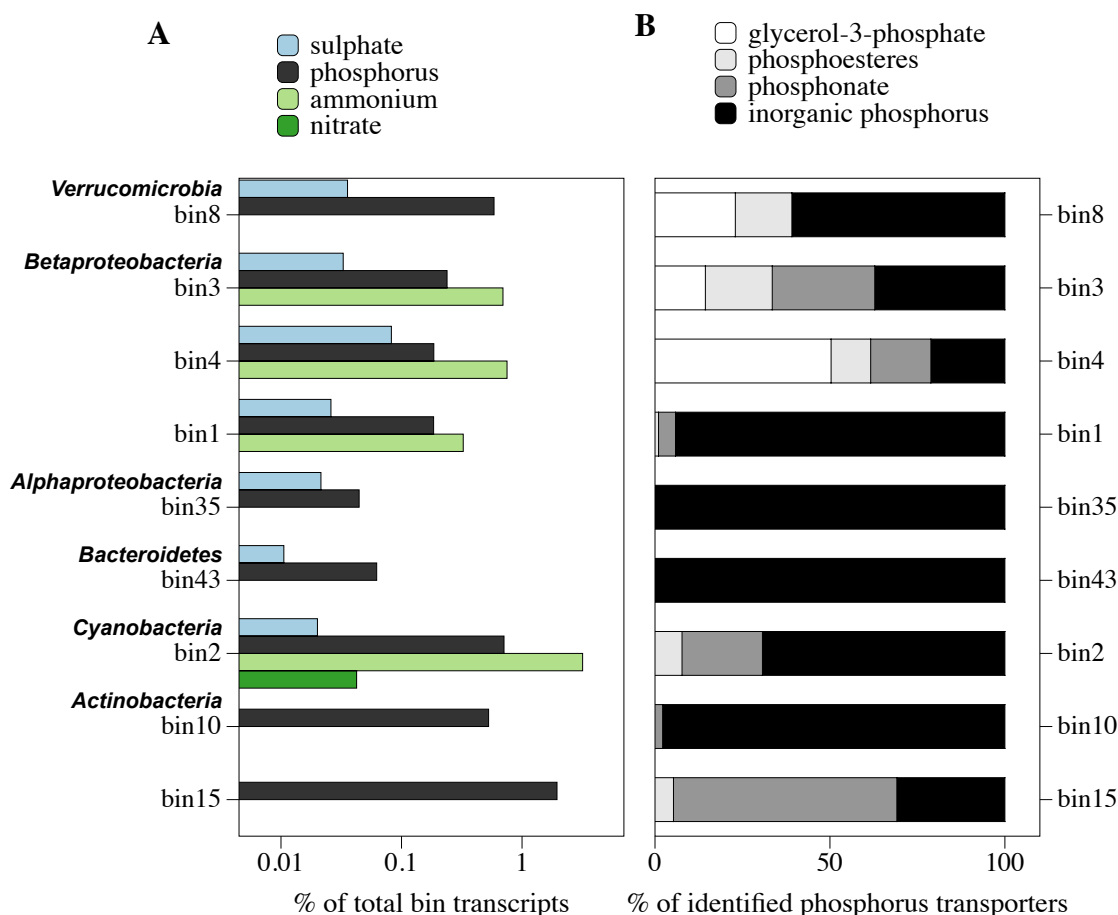 A
sulphate
phosphorus
ammonium
nitrate
B
glycerol-3-phosphate
phosphoesteres
phosphonate
inorganic phosphorus
Verrucomicrobia
bin8
Betaproteobacteria
bin3
bin4
bin1
Alphaproteobacteria
bin35
Bacteroidetes
bin43
Cyanobacteria
bin2
Actinobacteria
bin10
bin15
0.01 0.1 1
% of total bin transcripts
bin8
bin3
bin4
bin1
bin35
bin43
bin2
bin10
bin15
0 50 100
% of identified phosphorus transporters